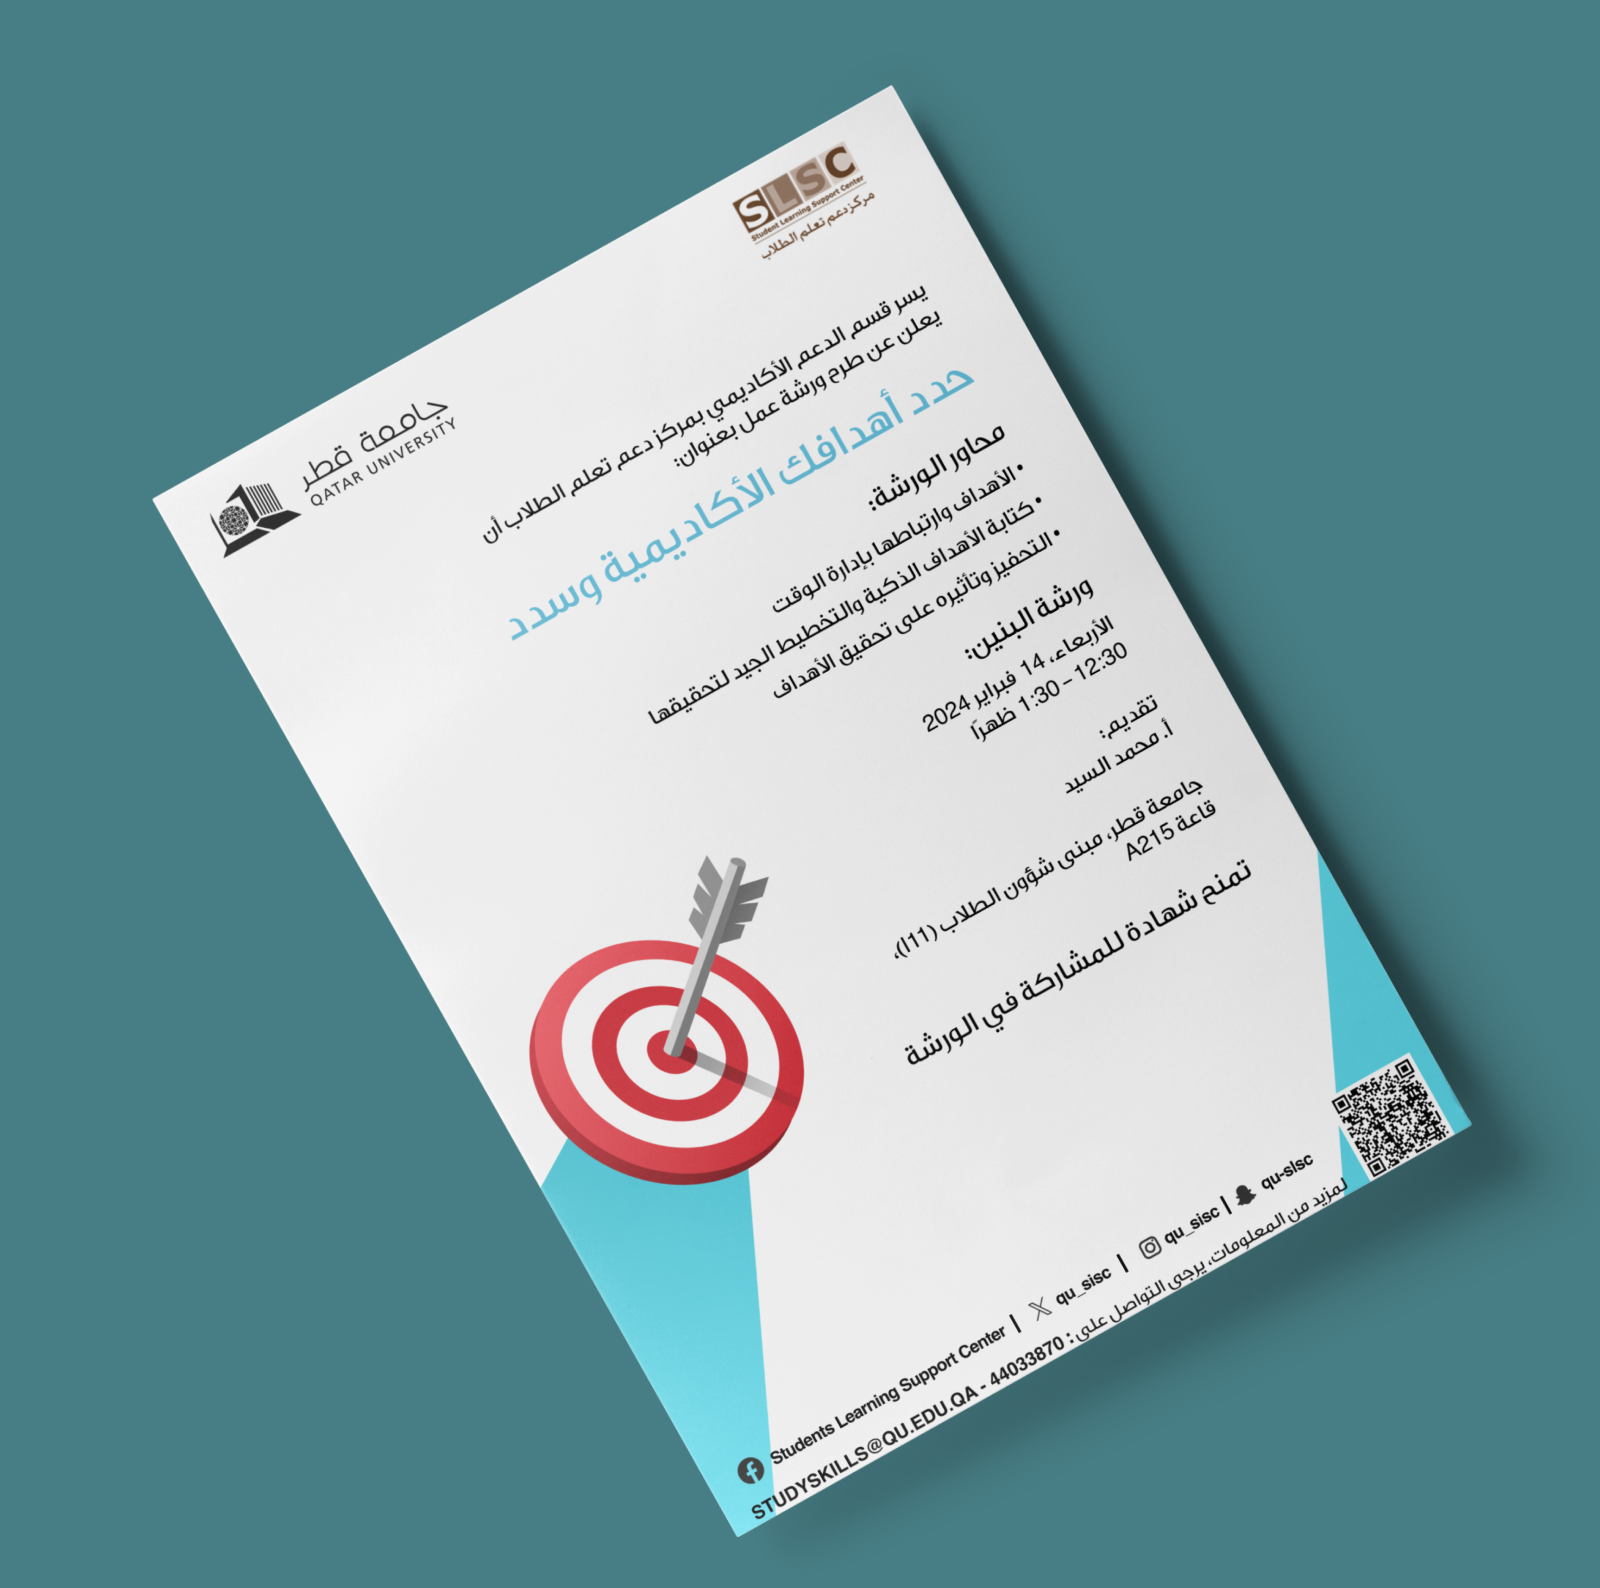 SLSC
Student Learning Support Center
مركز دعم تعلم الطلاب
جامعة قطر
QATAR UNIVERSITY
يسر قسم الدعم الأكاديمي بمركز دعم تعلم الطلاب أن
يعلن عن طرح ورشة عمل بعنوان:
حدد أهدافك الأكاديمية وسدد
محاور الورشة:
• الأهداف وارتباطها بإدارة الوقت
• كتابة الأهداف الذكية والتخطيط الجيد لتحقيقها
• التحفيز وتأثيره على تحقيق الأهداف
ورشة البنين:
الأربعاء، 14 فبراير 2024
12:30 – 1:30 ظهرًا
تقديم:
أ. محمد السيد
جامعة قطر، مبنى شؤون الطلاب (I11)،
قاعة A215
تمنح شهادة للمشاركة في الورشة
Students Learning Support Center | qu_sisc | qu_sisc | qu-slsc
لمزيد من المعلومات، يرجى التواصل على : STUDYSKILLS@QU.EDU.QA - 44033870